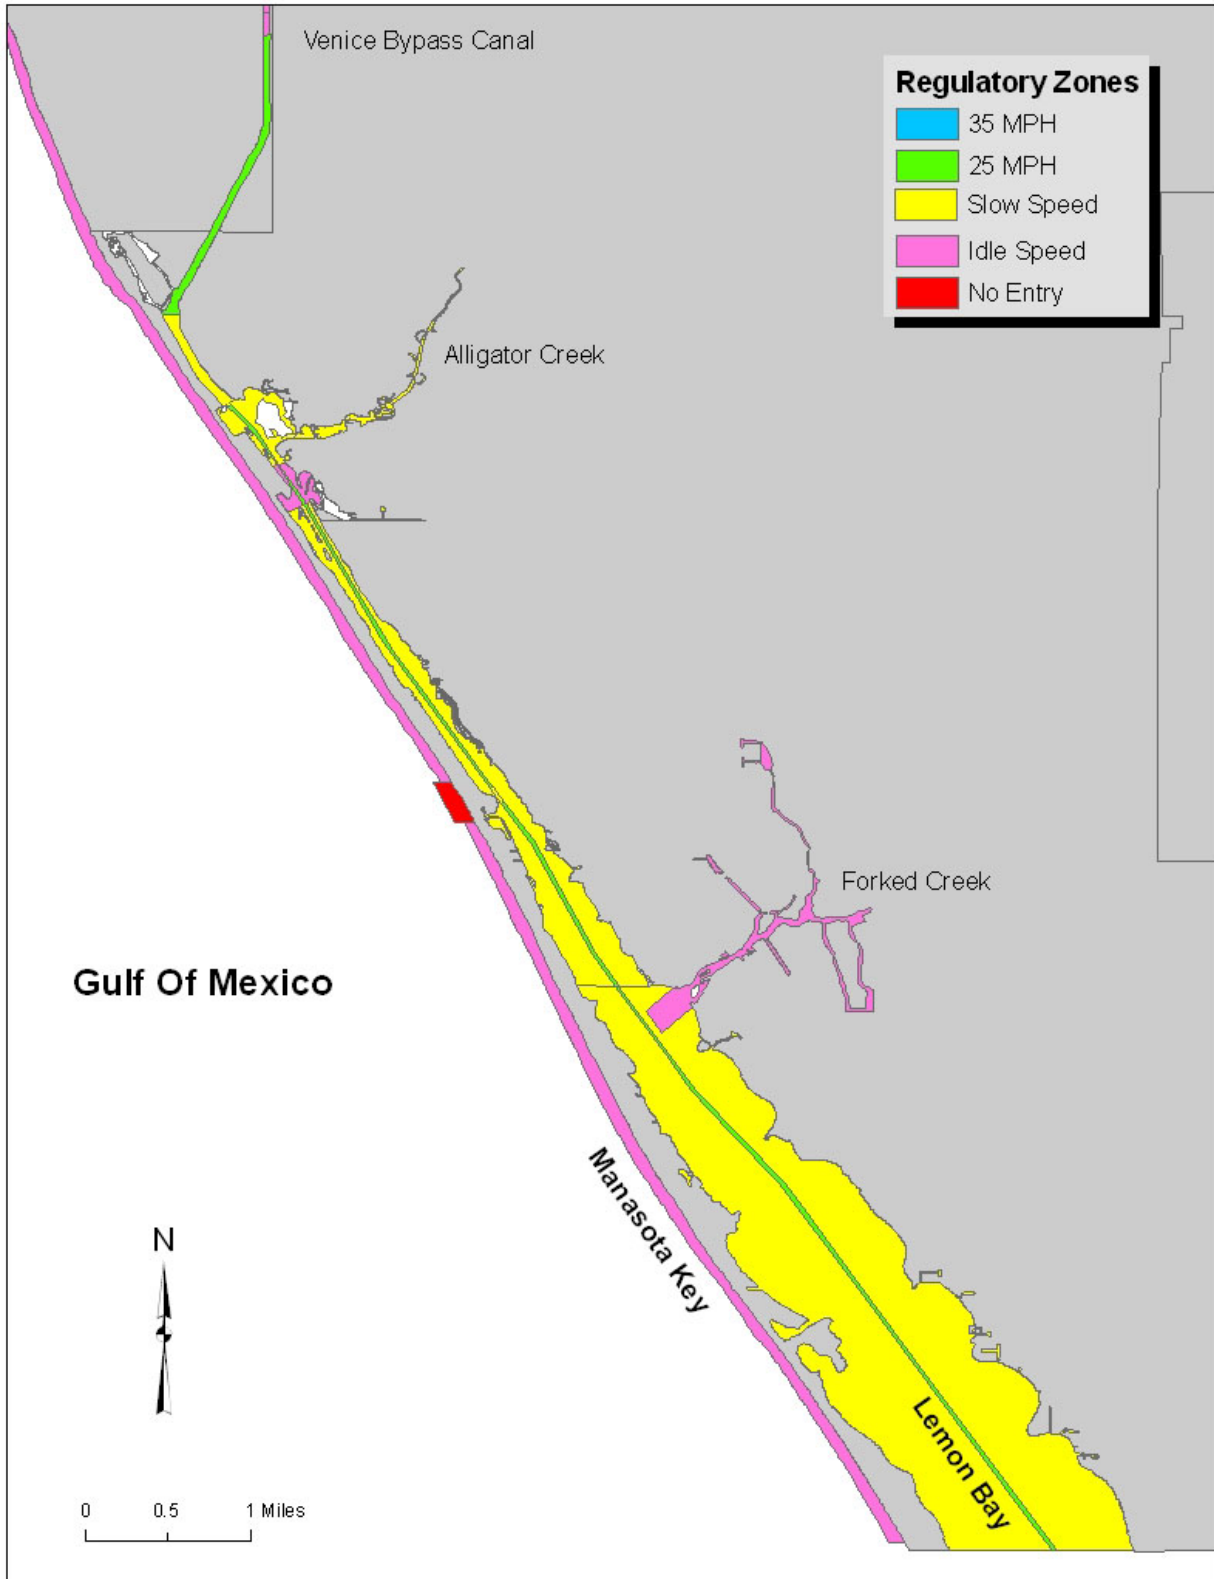 Venice Bypass Canal
Regulatory Zones
35 MPH
25 MPH
Slow Speed
Idle Speed
No Entry
Alligator Creek
Forked Creek
Gulf Of Mexico
Manasota Key
N
Lemon Bay
0 0.5 1 Miles